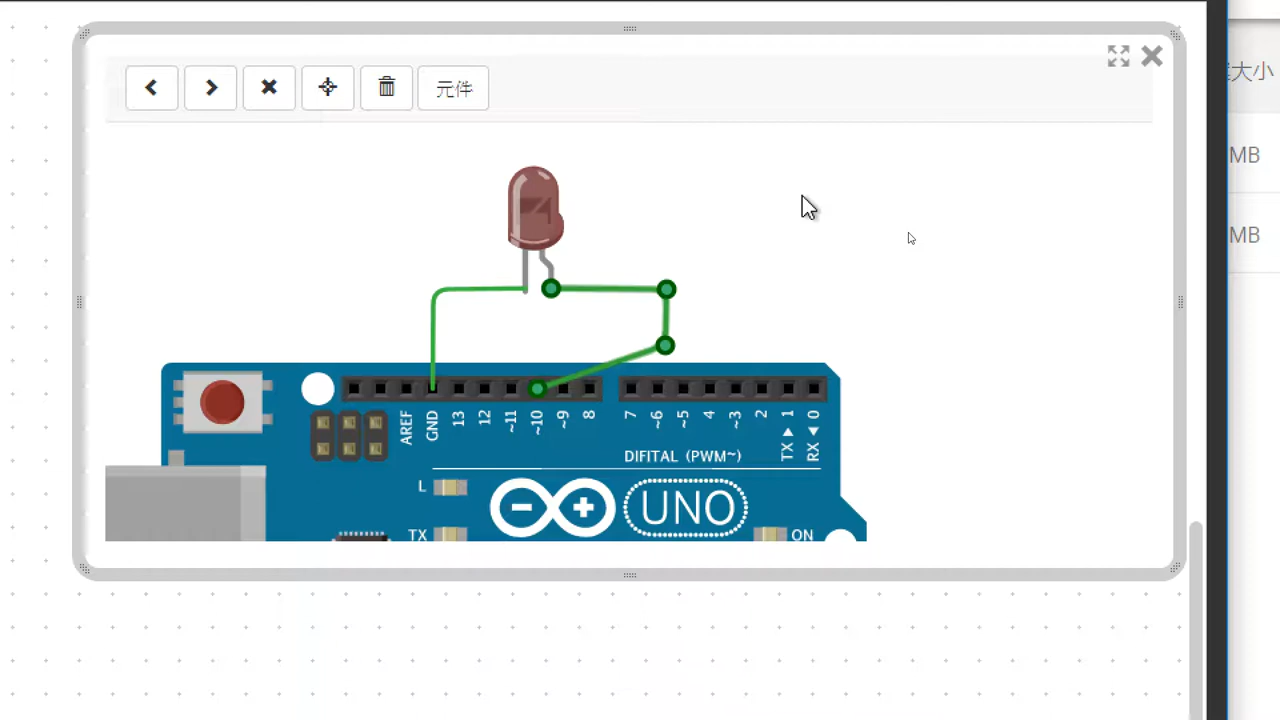 大小
元件
MB
MB
AREF
GND
13
12
~11
~10
~9
8
7
~6
~5
4
~3
2
TX ▶ 1
RX ◀ 0
DIFITAL (PWM~)
L
UNO
TX
ON